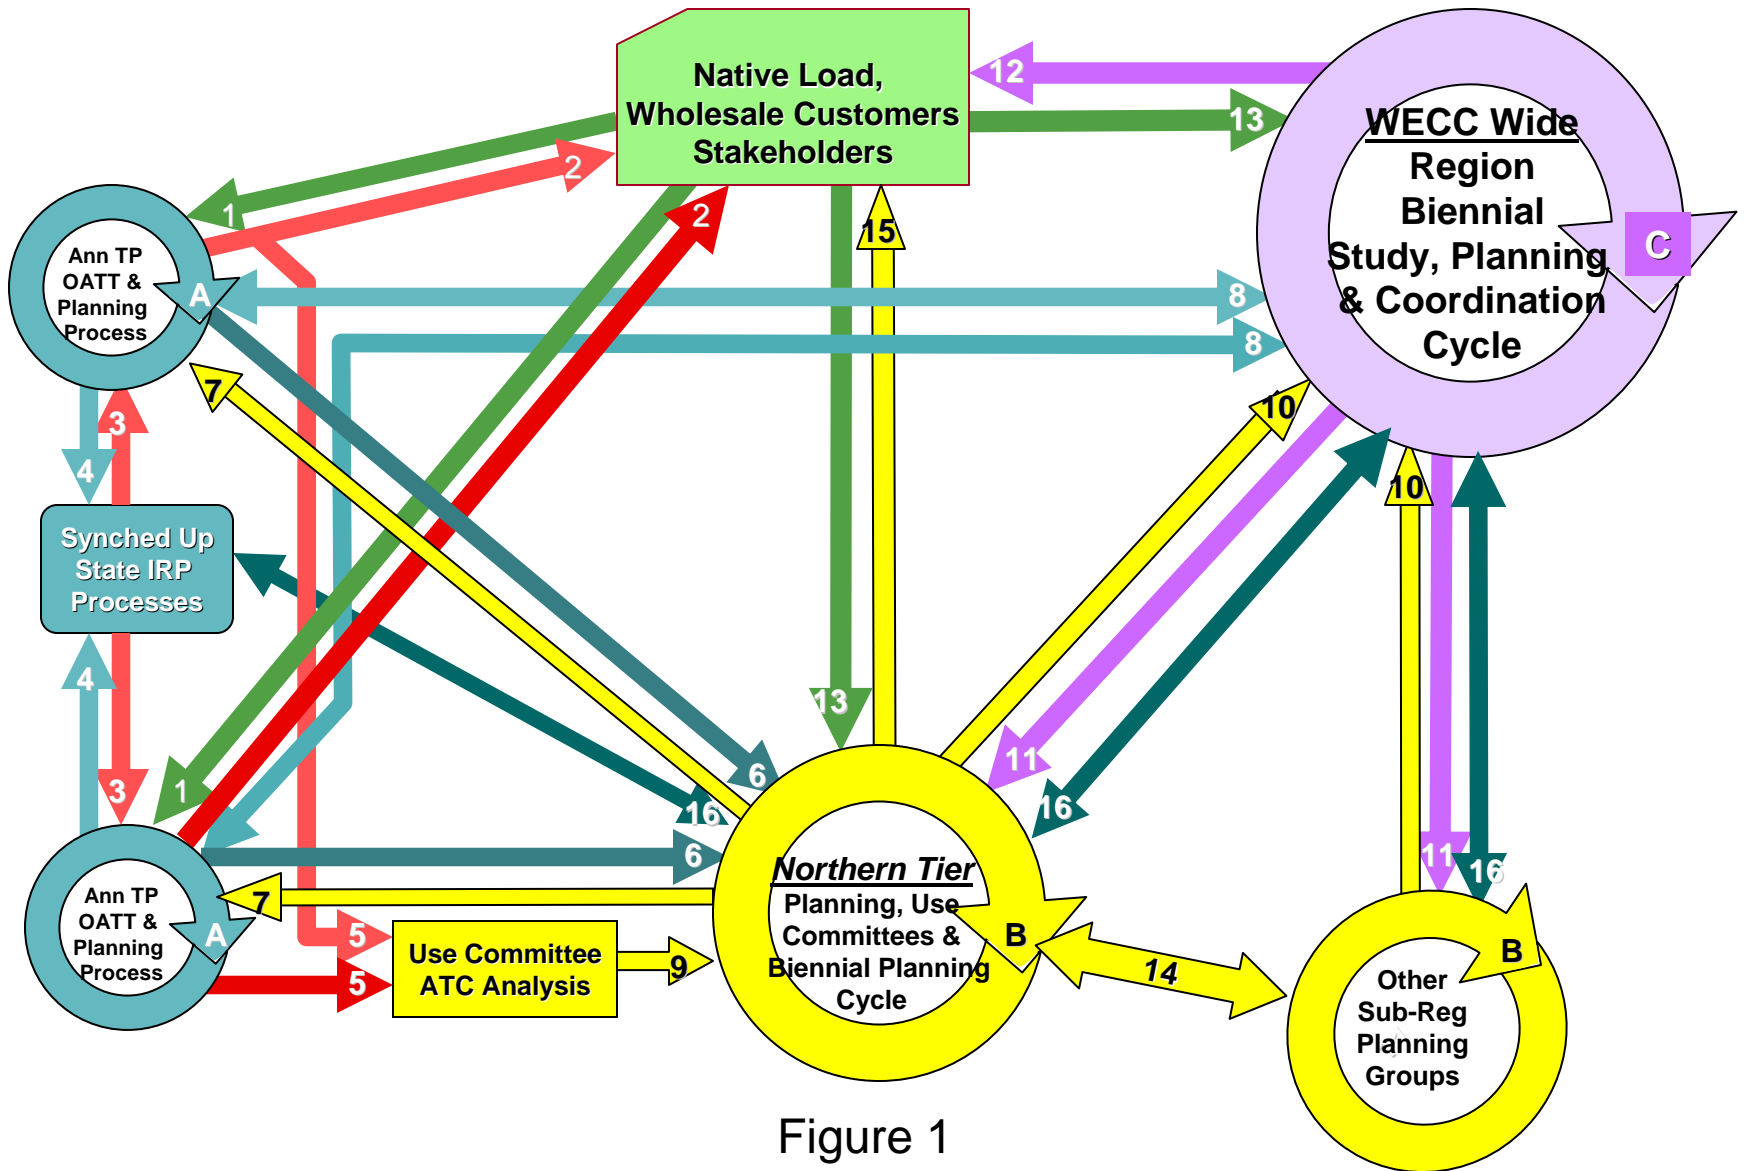 Native Load,
Wholesale Customers
Stakeholders
12
13
WECC Wide
Region
Biennial
Study, Planning
& Coordination
Cycle
C
1
2
2
15
Ann TP
OATT &
Planning
Process
A
8
8
7
3
4
10
10
Synched Up
State IRP
Processes
4
3
1
13
6
11
16
16
6
11
16
Ann TP
OATT &
Planning
Process
A
7
5
5
Use Committee
ATC Analysis
9
Northern Tier
Planning, Use
Committees &
Biennial Planning
Cycle
B
14
B
Other
Sub-Reg
Planning
Groups
Figure 1